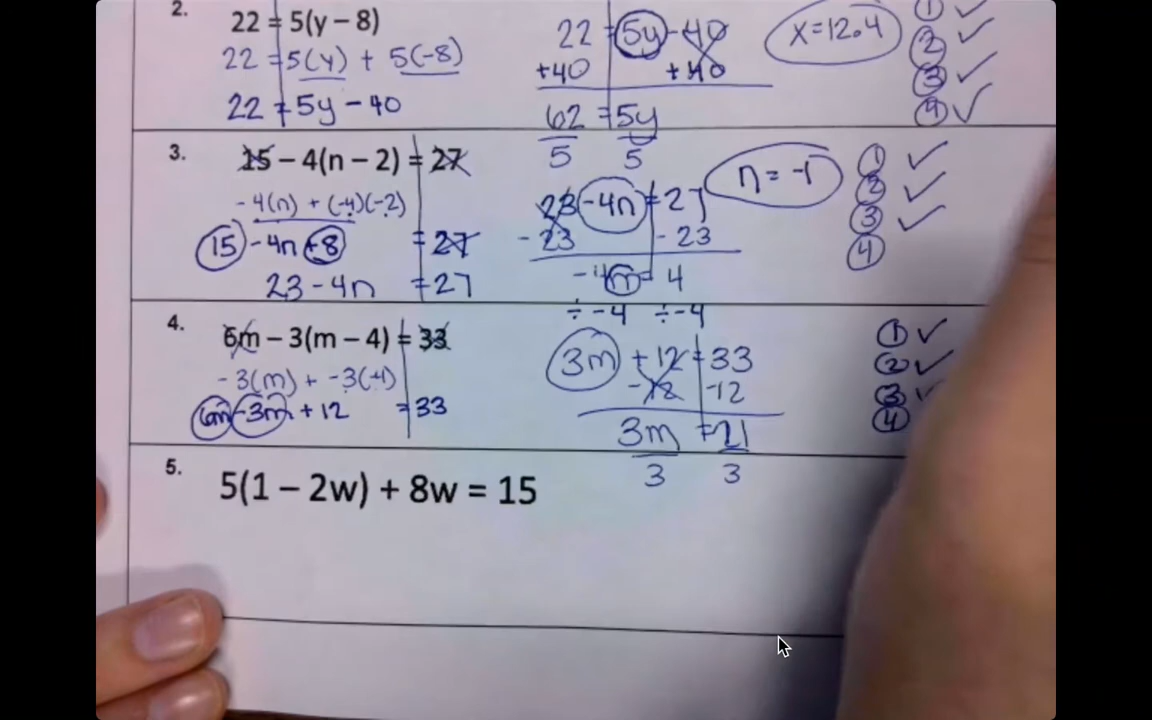 2.
22 = 5(y – 8)
22 = 5(y) + 5(-8)
22 = 5y - 40
22 = 5y - 40
+40 +40
62 = 5y
5 5
x = 12.4
① ✓
② ✓
③ ✓
④ ✓
3.
15 – 4(n – 2) = 27
-4(n) + (-4)(-2)
15 - 4n + 8 = 27
23 - 4n = 27
23 - 4n = 27
- 23 - 23
-4n = 4
÷ -4 ÷ -4
n = -1
① ✓
② ✓
③ ✓
④
4.
6m – 3(m – 4) = 33
-3(m) + -3(-4)
6m - 3m + 12 = 33
3m + 12 = 33
-12 -12
3m = 21
3 3
① ✓
② ✓
③ ✓
④
5.
5(1 – 2w) + 8w = 15